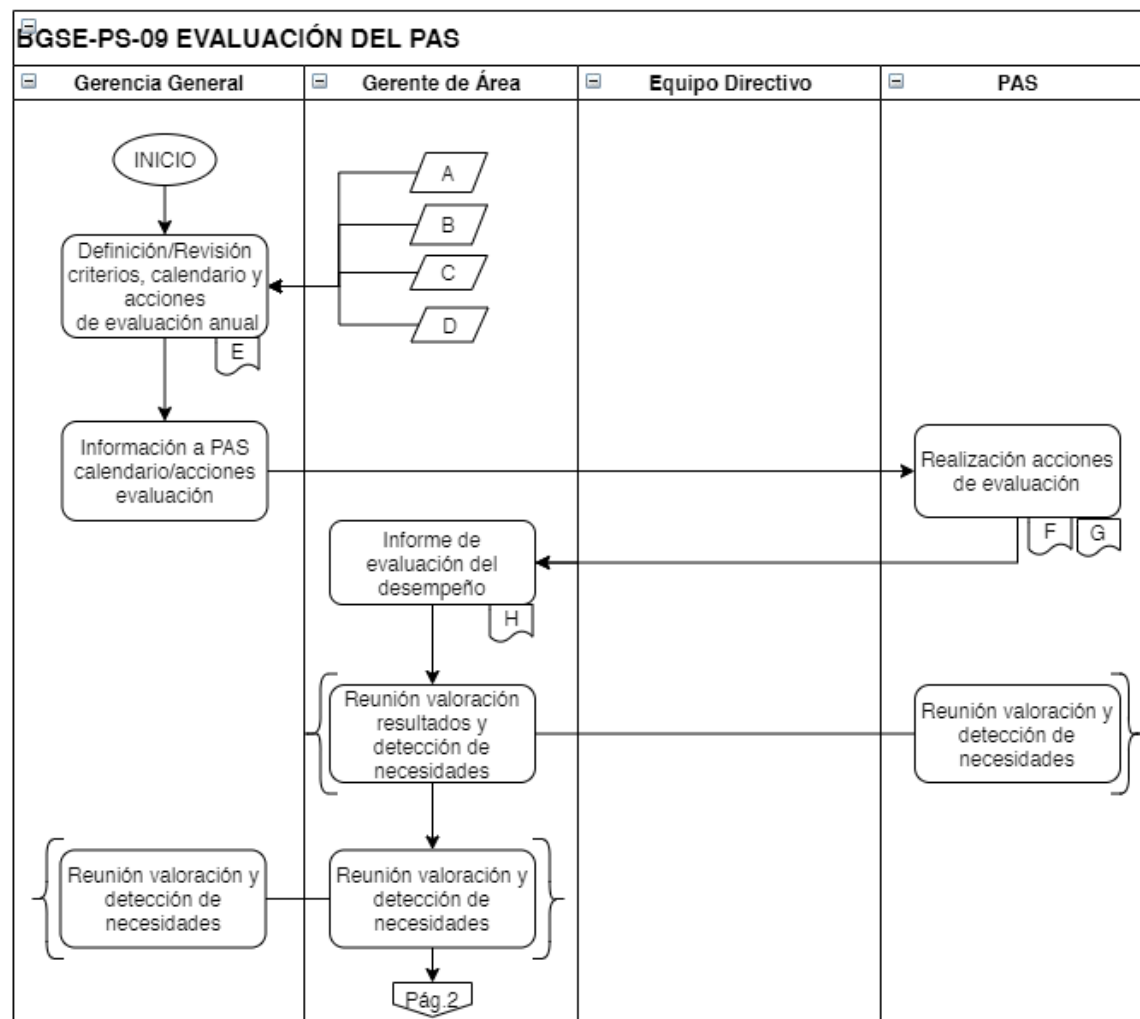 BGSE-PS-09 EVALUACIÓN DEL PAS
Gerencia General
Gerente de Área
Equipo Directivo
PAS
INICIO
A
B
C
D
Definición/Revisión
criterios, calendario y
acciones
de evaluación anual
E
Información a PAS
calendario/acciones
evaluación
Realización acciones
de evaluación
F
G
Informe de
evaluación del
desempeño
H
Reunión valoración
resultados y
detección de
necesidades
Reunión valoración y
detección de
necesidades
Reunión valoración y
detección de
necesidades
Reunión valoración y
detección de
necesidades
Pág.2